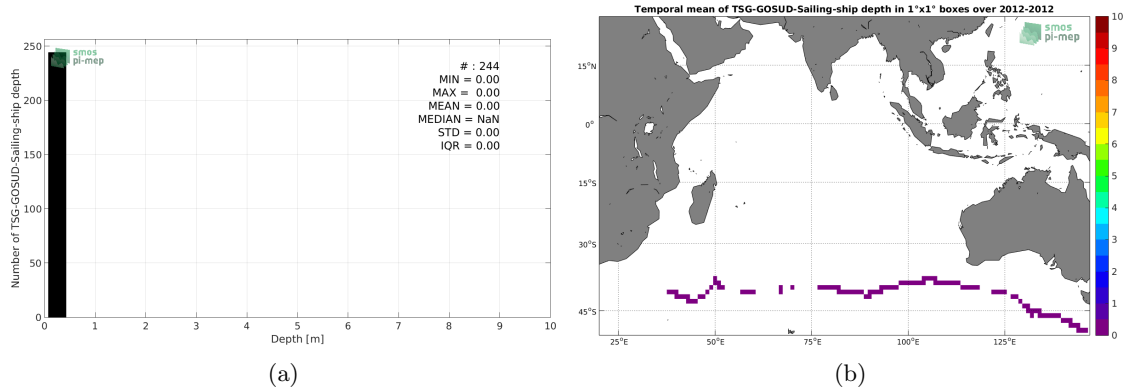 smos
pi-mep
# : 244
MIN = 0.00
MAX = 0.00
MEAN = 0.00
MEDIAN = NaN
STD = 0.00
IQR = 0.00
Number of TSG-GOSUD-Sailing-ship depth
250
200
150
100
50
0
0 1 2 3 4 5 6 7 8 9 10
Depth [m]
(a)
Temporal mean of TSG-GOSUD-Sailing-ship depth in 1°x1° boxes over 2012-2012
smos
pi-mep
15°N
0°
15°S
30°S
45°S
25°E 50°E 75°E 100°E 125°E
10
9
8
7
6
5
4
3
2
1
0
(b)